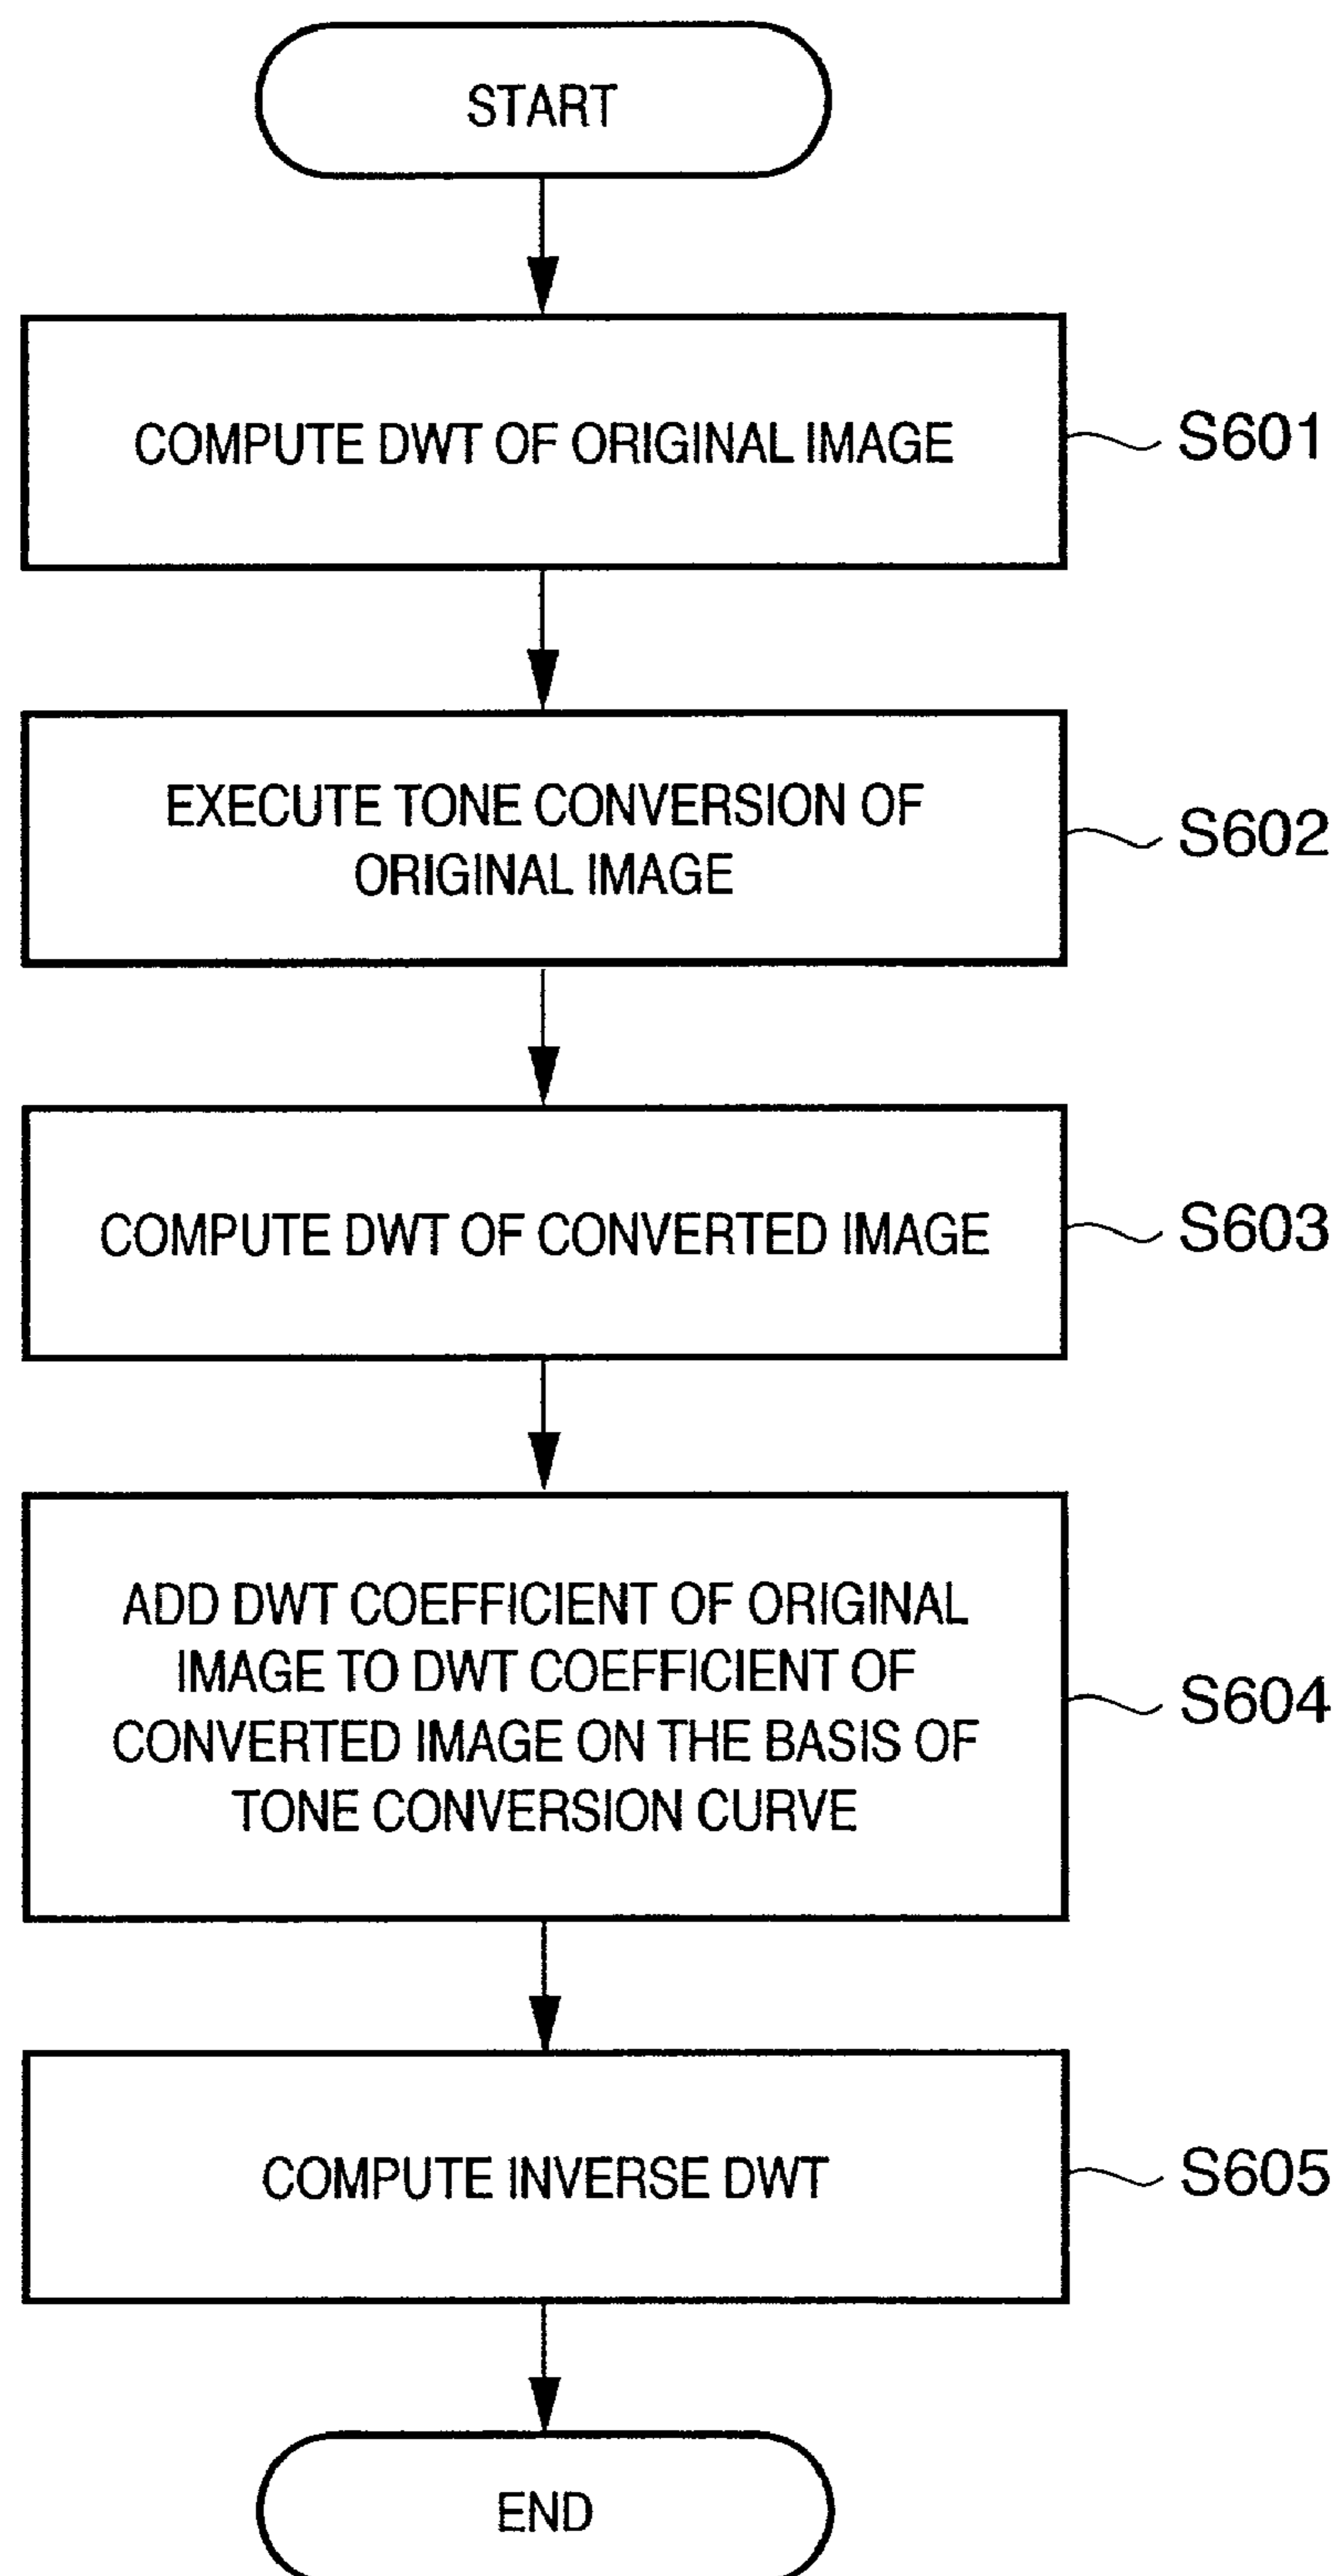 START
COMPUTE DWT OF ORIGINAL IMAGE
S601
EXECUTE TONE CONVERSION OF
ORIGINAL IMAGE
S602
COMPUTE DWT OF CONVERTED IMAGE
S603
ADD DWT COEFFICIENT OF ORIGINAL
IMAGE TO DWT COEFFICIENT OF
CONVERTED IMAGE ON THE BASIS OF
TONE CONVERSION CURVE
S604
COMPUTE INVERSE DWT
S605
END